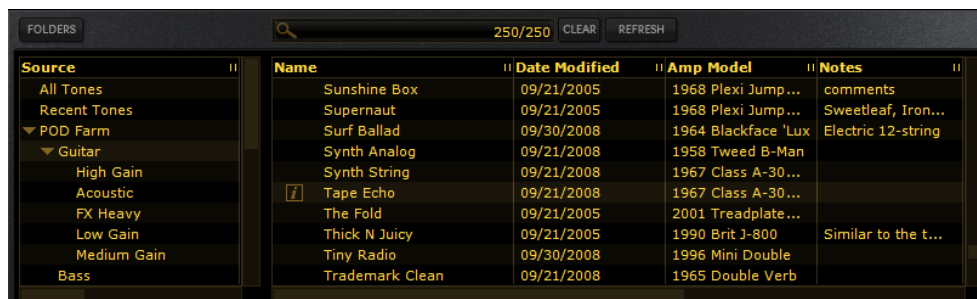 FOLDERS 250/250 CLEAR REFRESH
Source Name Date Modified Amp Model Notes
All Tones Sunshine Box 09/21/2005 1968 Plexi Jump... comments
Recent Tones Supernaut 09/21/2005 1968 Plexi Jump... Sweetleaf, Iron...
POD Farm Surf Ballad 09/30/2008 1964 Blackface 'Lux Electric 12-string
Guitar Synth Analog 09/21/2008 1958 Tweed B-Man
High Gain Synth String 09/21/2008 1967 Class A-30...
Acoustic i Tape Echo 09/21/2008 1967 Class A-30...
FX Heavy The Fold 09/21/2005 2001 Treadplate...
Low Gain Thick N Juicy 09/21/2005 1990 Brit J-800 Similar to the t...
Medium Gain Tiny Radio 09/30/2008 1996 Mini Double
Bass Trademark Clean 09/21/2008 1965 Double Verb